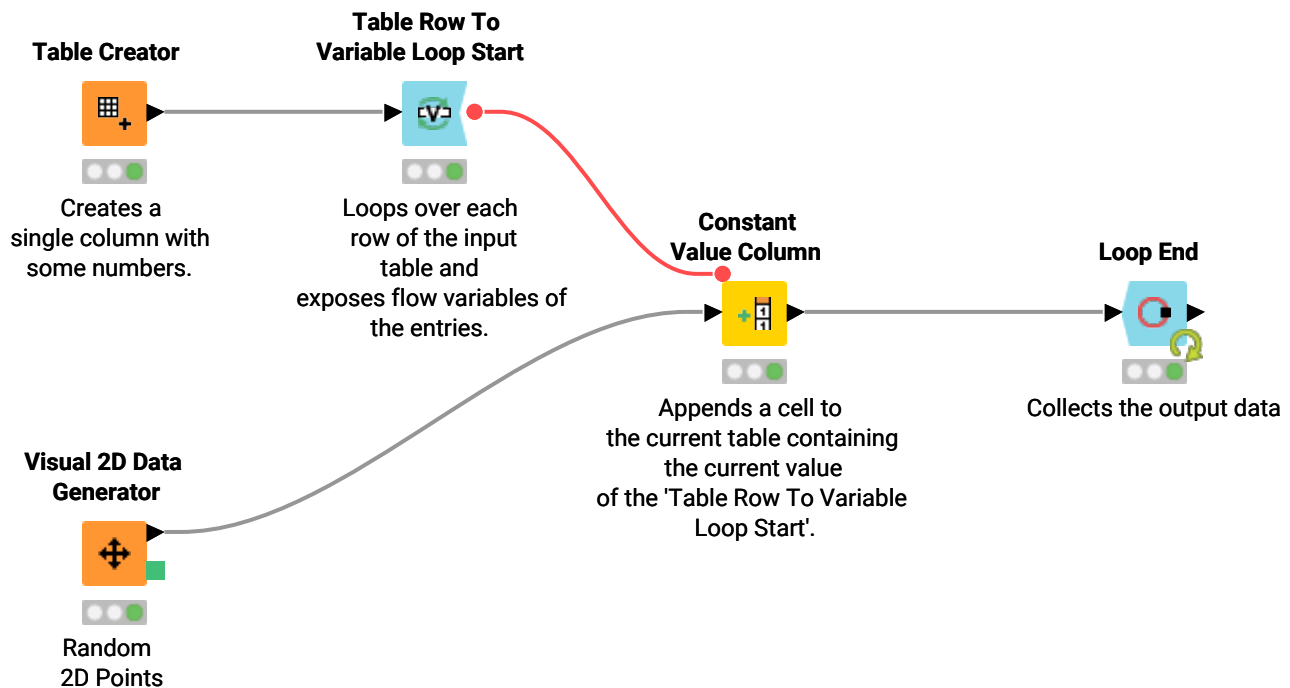 Table Creator
Creates a
single column with
some numbers.
Table Row To
Variable Loop Start
V
Loops over each
row of the input
table and
exposes flow variables of
the entries.
Constant
Value Column
1
1
Appends a cell to
the current table containing
the current value
of the 'Table Row To Variable
Loop Start'.
Loop End
Collects the output data
Visual 2D Data
Generator
Random
2D Points